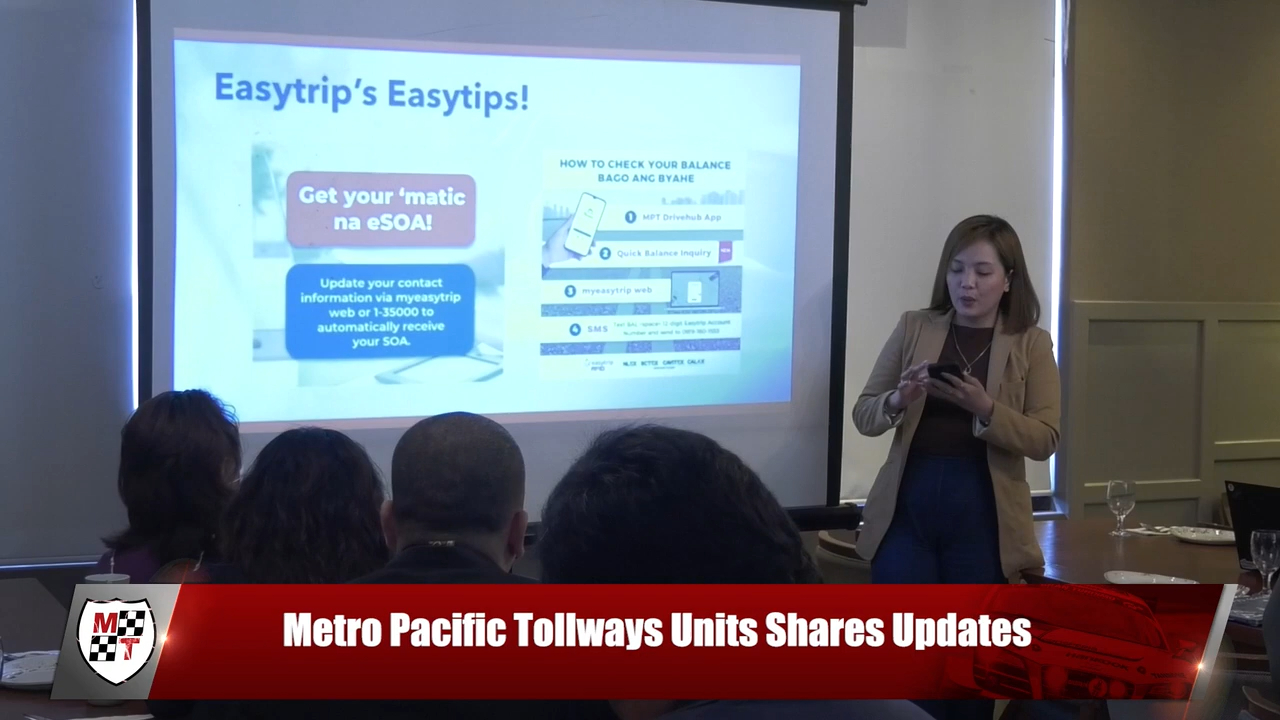 Easytrip's Easytips!
Get your 'matic
na eSOA!
Update your contact
information via myeasytrip
web or 1-35000 to
automatically receive
your SOA.
HOW TO CHECK YOUR BALANCE
BAGO ANG BYAHE
1 MPT Drivehub App
2 Quick Balance Inquiry
3 myeasytrip web
4 SMS
easytrip
RFID
M
T
Metro Pacific Tollways Units Shares Updates